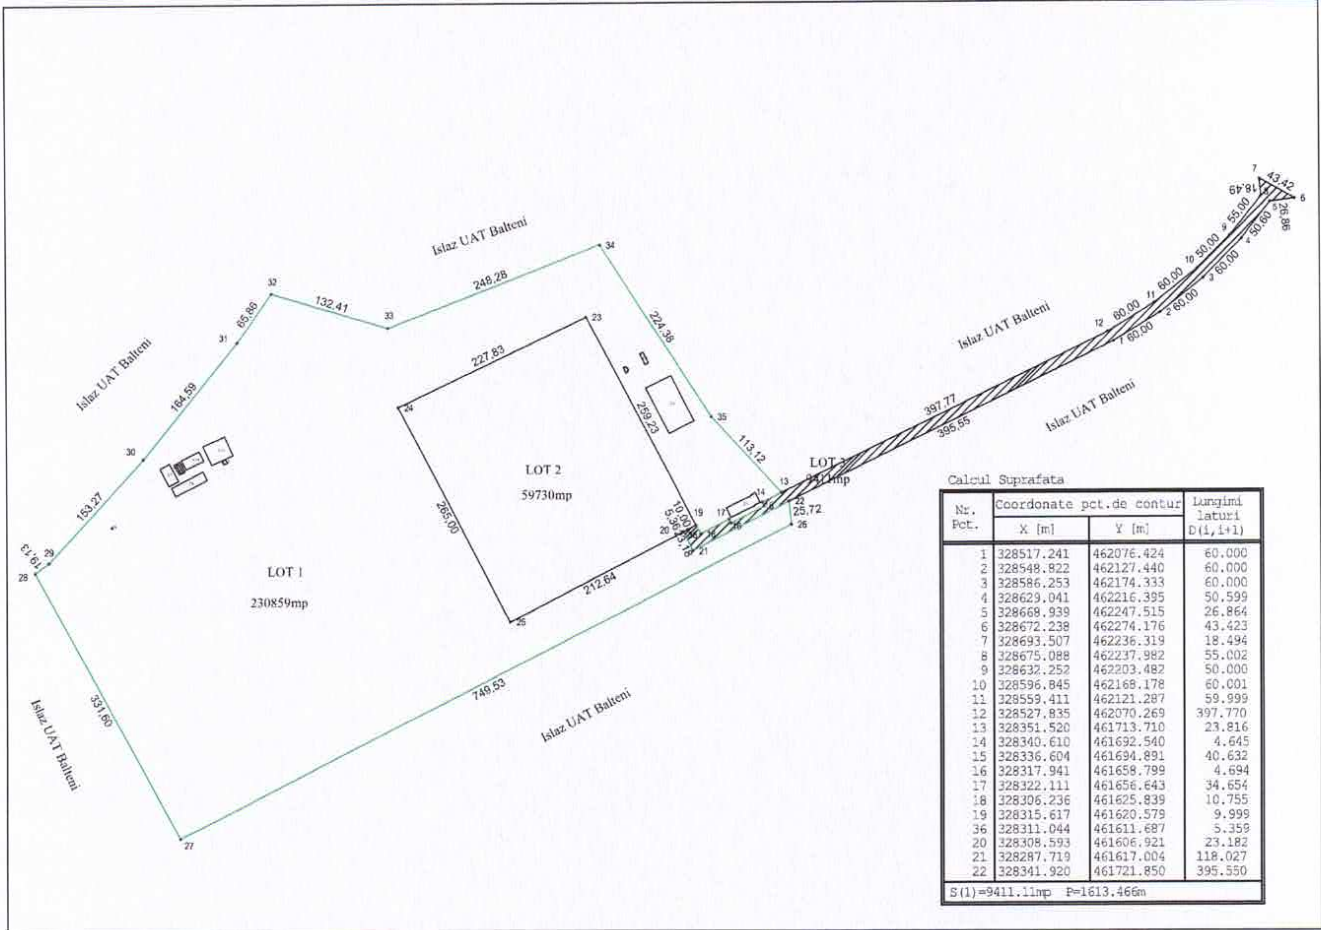 7
43,42
18,49
8
6
5
26,86
55,00
9
50,60
4
50,00
10
60,00
3
60,00
11
60,00
2
60,00
12
60,00
1
Islaz UAT Balteni
34
248,28
32
132,41
33
65,86
31
23
224,38
227,83
Islaz UAT Balteni
Islaz UAT Balteni
164,59
24
259,23
D
35
397,77
395,55
Islaz UAT Balteni
113,12
30
LOT 2
59730mp
LOT 3
13
14
22
25,72
26
153,27
265,00
10,00
19
17
5,36
20
23,18
21
19,13
29
28
LOT 1
230859mp
212,64
25
749,53
Islaz UAT Balteni
331,60
Islaz UAT Balteni
27
Calcul Suprafata
Nr. Pct. Coordonate pct.de contur Lungimi laturi D(i,i+1)
X [m] Y [m]
1 328517.241 462076.424 60.000
2 328548.822 462127.440 60.000
3 328586.253 462174.333 60.000
4 328629.041 462216.395 50.599
5 328668.939 462247.515 26.864
6 328672.238 462274.176 43.423
7 328693.507 462236.319 18.494
8 328675.088 462237.982 55.002
9 328632.252 462203.482 50.000
10 328596.845 462168.178 60.001
11 328559.411 462121.287 59.999
12 328527.835 462070.269 397.770
13 328351.520 461713.710 23.816
14 328340.610 461692.540 4.645
15 328336.604 461694.891 40.632
16 328317.941 461658.799 4.694
17 328322.111 461656.643 34.654
18 328306.236 461625.839 10.755
19 328315.617 461620.579 9.999
36 328311.044 461611.687 5.359
20 328308.593 461606.921 23.182
21 328287.719 461617.004 118.027
22 328341.920 461721.850 395.550
S(1)=9411.11mp P=1613.466m